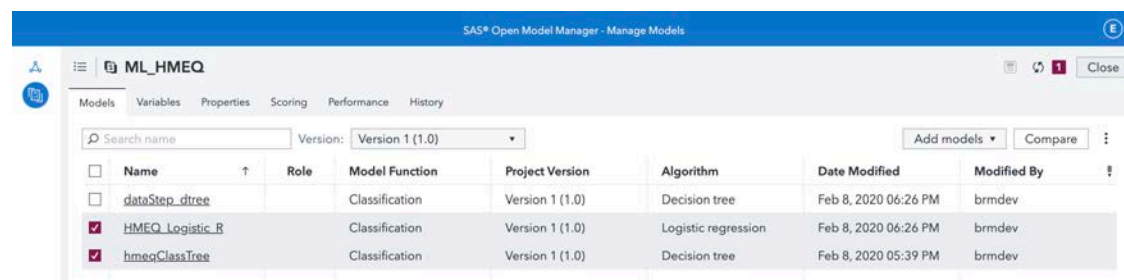 SAS® Open Model Manager - Manage Models E
ML_HMEQ 1 Close
Models Variables Properties Scoring Performance History
Search name Version: Version 1 (1.0) Add models Compare
Name Role Model Function Project Version Algorithm Date Modified Modified By
dataStep_dtree Classification Version 1 (1.0) Decision tree Feb 8, 2020 06:26 PM brmdev
HMEQ_Logistic_R Classification Version 1 (1.0) Logistic regression Feb 8, 2020 06:26 PM brmdev
hmeqClassTree Classification Version 1 (1.0) Decision tree Feb 8, 2020 05:39 PM brmdev